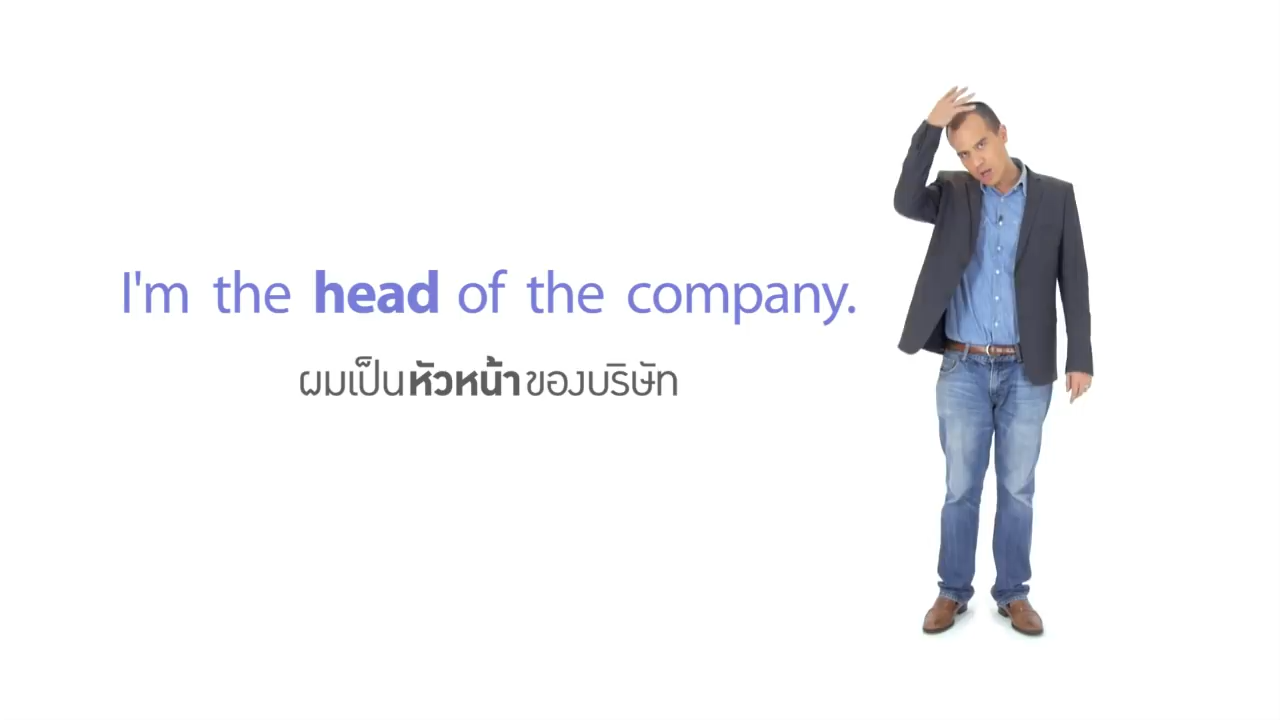 I'm the head of the company.
ผมเป็นหัวหน้าของบริษัท